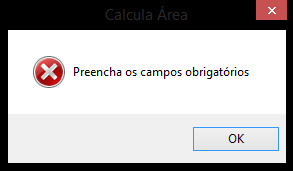 Calcula Área
Preencha os campos obrigatórios
OK